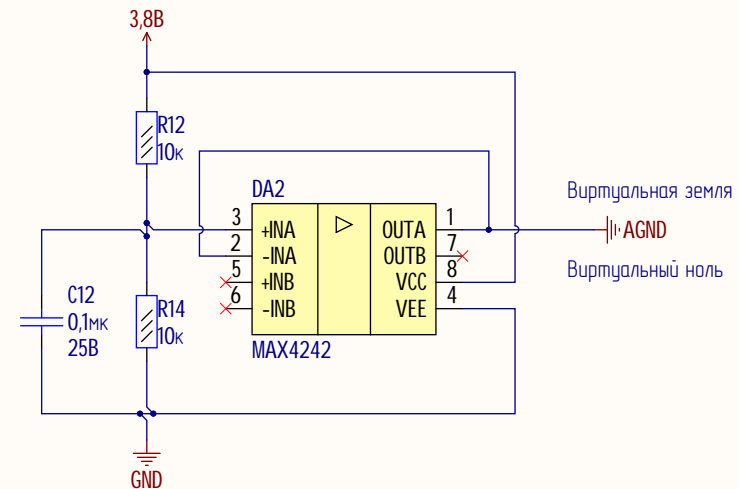 3,8В
R12
10к
DA2
3
+INA
2
-INA
5
+INB
6
-INB
OUTA
1
OUTB
7
VCC
8
VEE
4
MAX4242
Виртуальная земля
AGND
Виртуальный ноль
C12
0,1мк
25В
R14
10к
GND